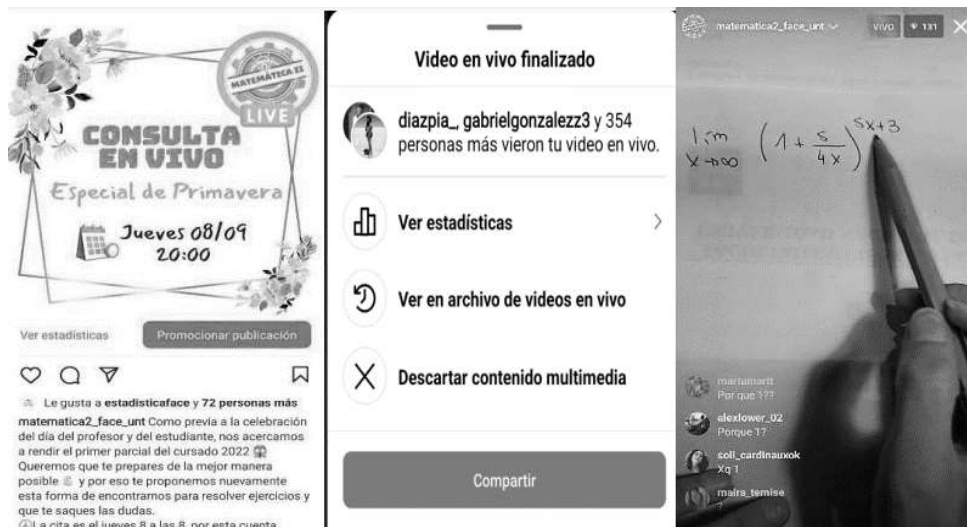 MATEMÁTICA II
LIVE
CONSULTA
EN VIVO
Especial de Primavera
Jueves 08/09
20:00
Ver estadísticas
Promocionar publicación
Le gusta a estadisticaface y 72 personas más
matematica2_face_unt Como previa a la celebración
del día del profesor y del estudiante, nos acercamos
a rendir el primer parcial del cursado 2022
Queremos que te prepares de la mejor manera
posible y por eso te proponemos nuevamente
esta forma de encontrarnos para resolver ejercicios y
que te saques las dudas.
La cita es el jueves 8 a las 8, por esta cuenta
Video en vivo finalizado
diazpia_, gabrielgonzalezz3 y 354
personas más vieron tu video en vivo.
Ver estadísticas
Ver en archivo de videos en vivo
Descartar contenido multimedia
Compartir
matematica2_face_unt
VIVO
131
lim (1 + 5/4x)^5x+3
x→∞
Por que 1??
alexlower_02
Porque 1?
soll_cardinauxok
Xq 1
maira_temise
?